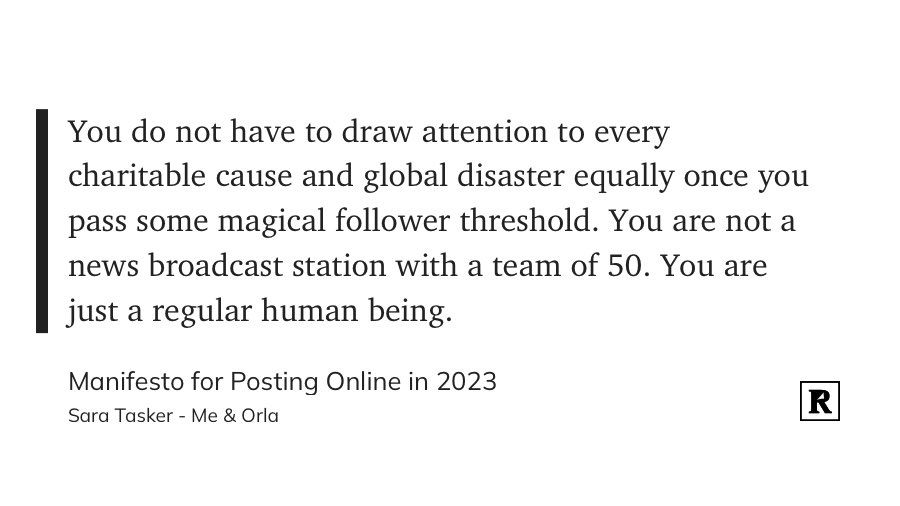 You do not have to draw attention to every
charitable cause and global disaster equally once you
pass some magical follower threshold. You are not a
news broadcast station with a team of 50. You are
just a regular human being.
Manifesto for Posting Online in 2023
Sara Tasker - Me & Orla
R